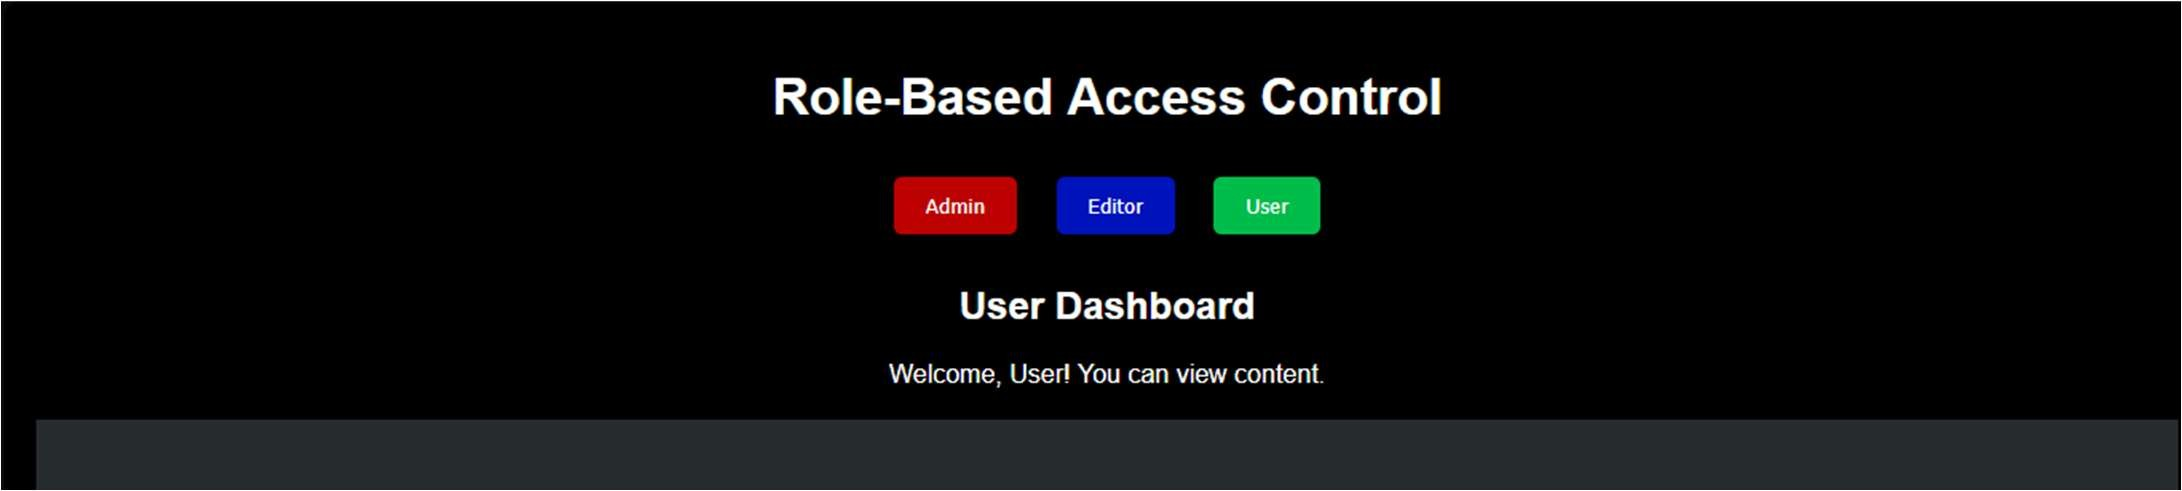 Role-Based Access Control
Admin Editor User
User Dashboard
Welcome, User! You can view content.